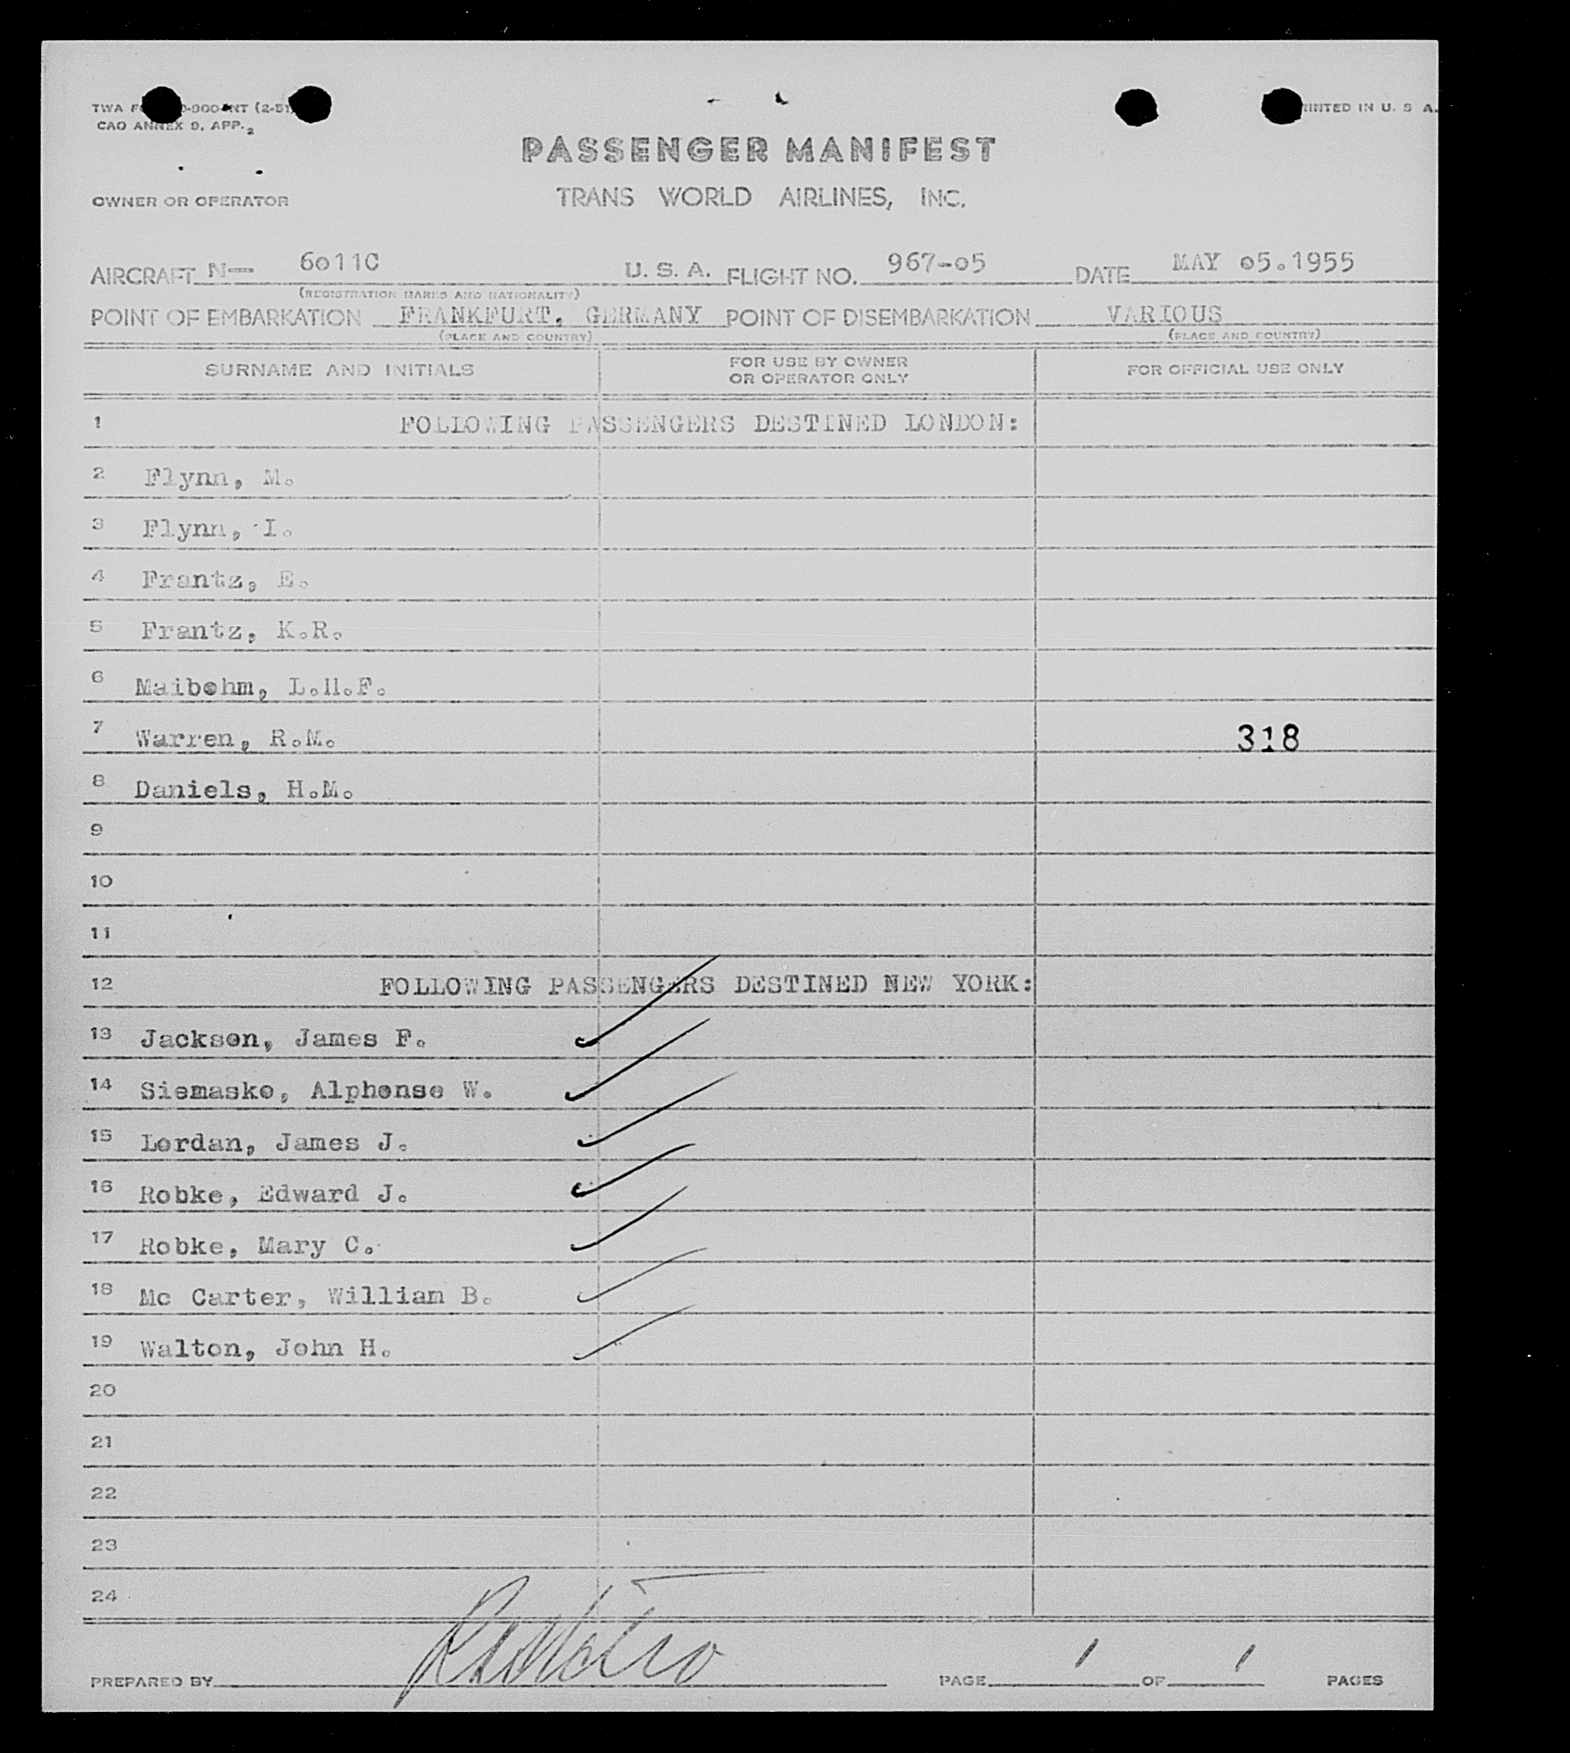 TWA F -900-INT (2-51)
PRINTED IN U. S. A.
CAO ANNEX 9, APP. 2
PASSENGER MANIFEST
OWNER OR OPERATOR TRANS WORLD AIRLINES, INC.
AIRCRAFT N— 6011C U. S. A. FLIGHT NO. 967-05 DATE MAY 05.1955
(REGISTRATION MARKS AND NATIONALITY)
POINT OF EMBARKATION FRANKFURT, GERMANY POINT OF DISEMBARKATION VARIOUS
(PLACE AND COUNTRY) (PLACE AND COUNTRY)
SURNAME AND INITIALS FOR USE BY OWNER OR OPERATOR ONLY FOR OFFICIAL USE ONLY
1 FOLLOWING PASSENGERS DESTINED LONDON:
2 Flynn, M.
3 Flynn, I.
4 Frantz, E.
5 Frantz, K.R.
6 Maibohm, L.H.F.
7 Warren, R.M. 318
8 Daniels, H.M.
9
10
11
12 FOLLOWING PASSENGERS DESTINED NEW YORK:
13 Jackson, James F.
14 Siemasko, Alphonse W.
15 Lordan, James J.
16 Robke, Edward J.
17 Robke, Mary C.
18 Mc Carter, William B.
19 Walton, John H.
20
21
22
23
24
PREPARED BY PAGE 1 OF 1 PAGES